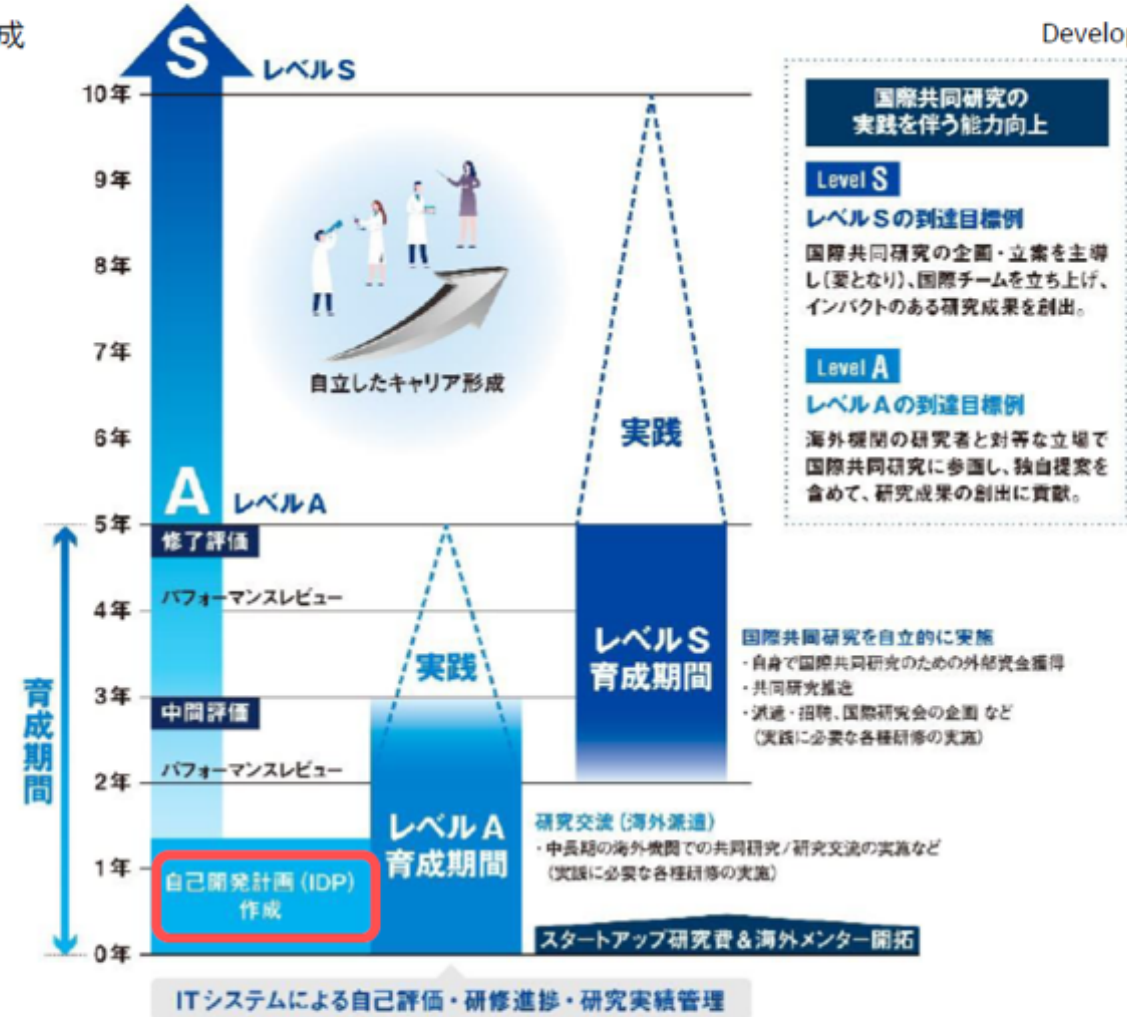 成
Develop
S
レベルS
10年
9年
8年
7年
6年
5年
4年
3年
2年
1年
0年
自立したキャリア形成
A
レベルA
修了評価
パフォーマンスレビュー
中間評価
パフォーマンスレビュー
育成期間
自己開発計画(IDP)
作成
実践
レベルA
育成期間
実践
レベルS
育成期間
国際共同研究の
実践を伴う能力向上
Level S
レベルSの到達目標例
国際共同研究の企画・立案を主導
し(要となり)、国際チームを立ち上げ、
インパクトのある研究成果を創出。
Level A
レベルAの到達目標例
海外機関の研究者と対等な立場で
国際共同研究に参画し、独自提案を
含めて、研究成果の創出に貢献。
国際共同研究を自立的に実施
・自身で国際共同研究のための外部資金獲得
・共同研究推進
・派遣・招聘、国際研究会の企画 など
(実践に必要な各種研修の実施)
研究交流(海外派遣)
・中長期の海外機関での共同研究/研究交流の実施など
(実践に必要な各種研修の実施)
スタートアップ研究費&海外メンター開拓
ITシステムによる自己評価・研修進捗・研究実績管理